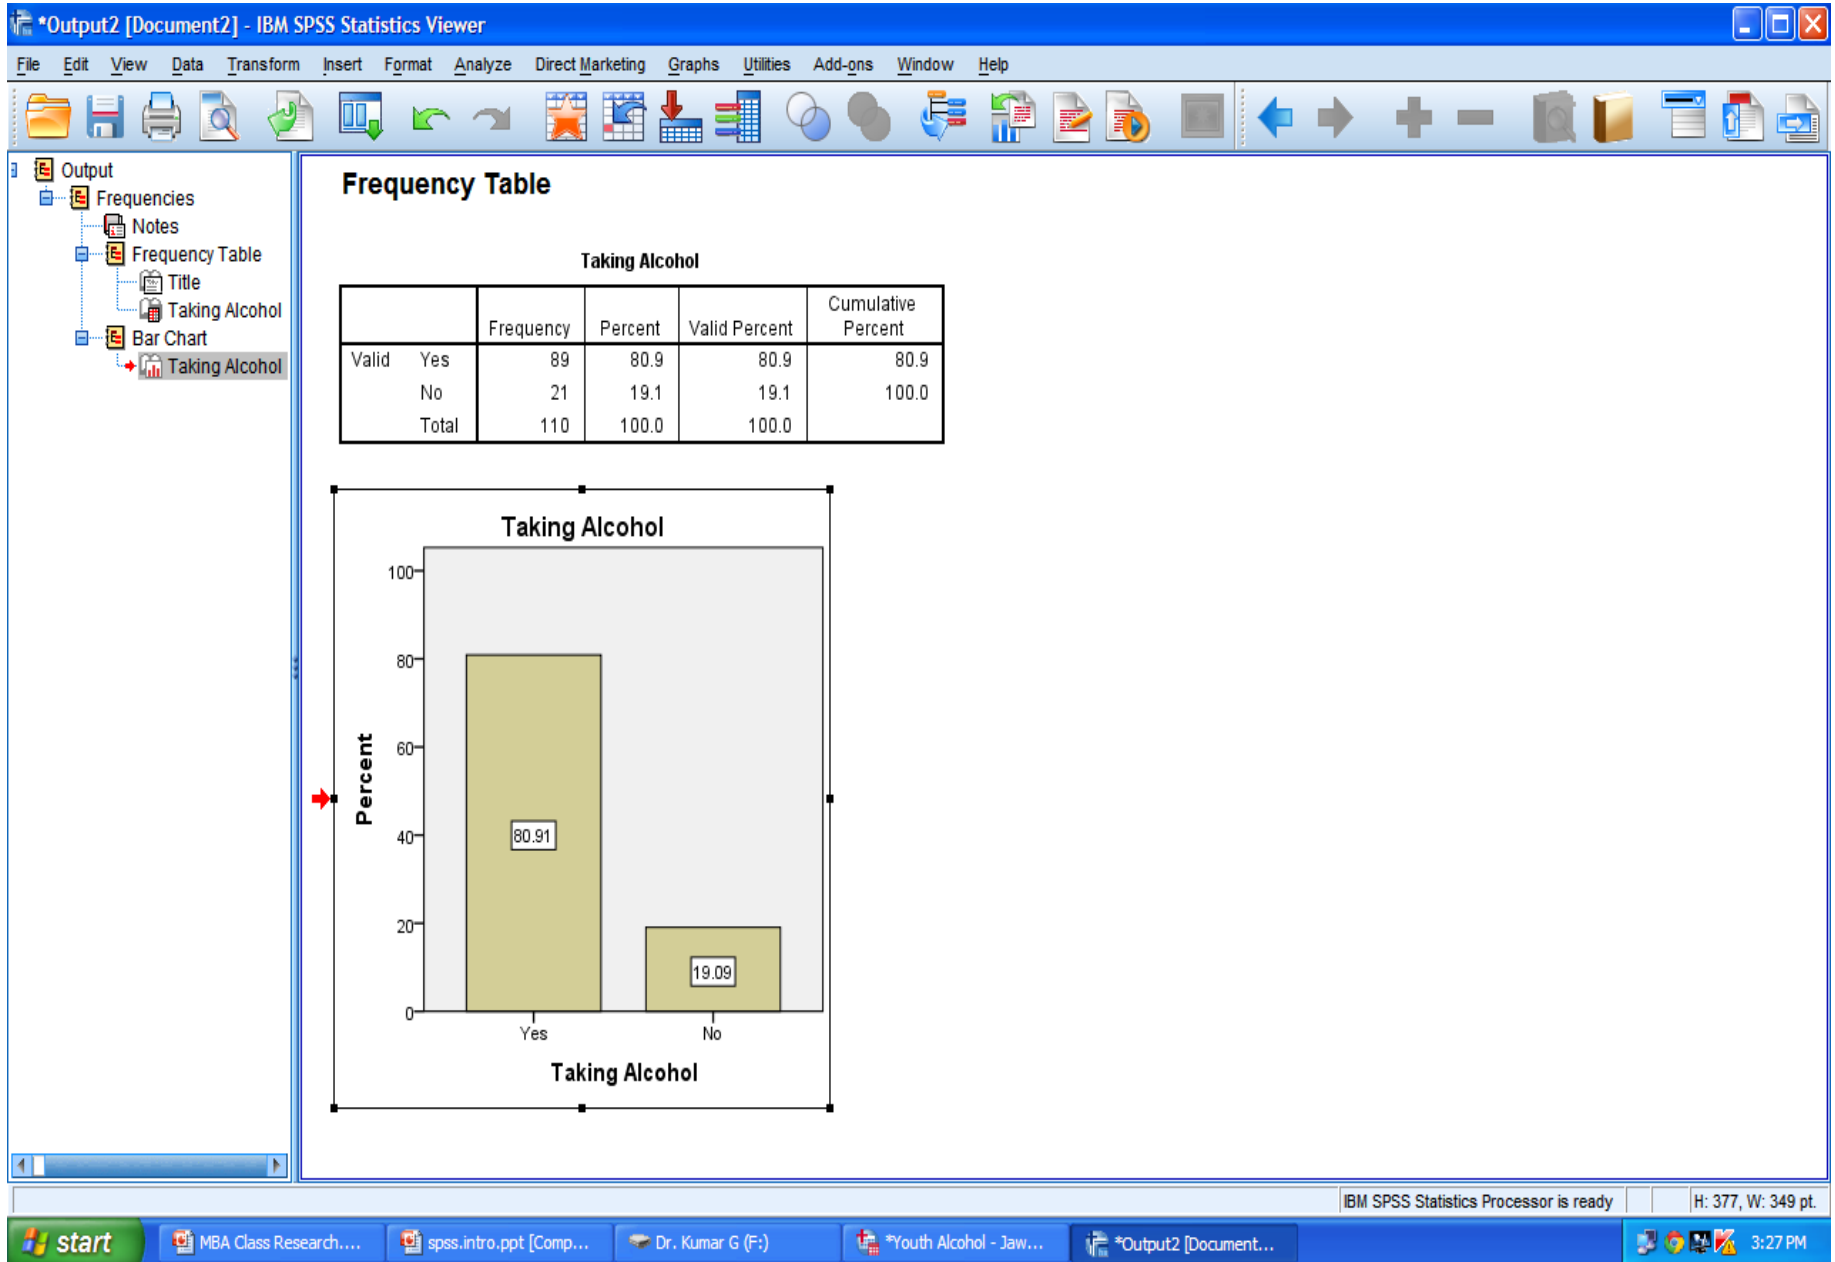 *Output2 [Document2] - IBM SPSS Statistics Viewer
File Edit View Data Transform Insert Format Analyze Direct Marketing Graphs Utilities Add-ons Window Help
Output
Frequencies
Notes
Frequency Table
Title
Taking Alcohol
Bar Chart
Taking Alcohol
Frequency Table
Taking Alcohol
Frequency Percent Valid Percent Cumulative Percent
Valid Yes 89 80.9 80.9 80.9
No 21 19.1 19.1 100.0
Total 110 100.0 100.0
Taking Alcohol
100
80
60
40
20
0
Percent
80.91
19.09
Yes No
Taking Alcohol
IBM SPSS Statistics Processor is ready H: 377, W: 349 pt.
start MBA Class Research.... spss.intro.ppt [Comp... Dr. Kumar G (F:) *Youth Alcohol - Jaw... *Output2 [Document... 3:27 PM